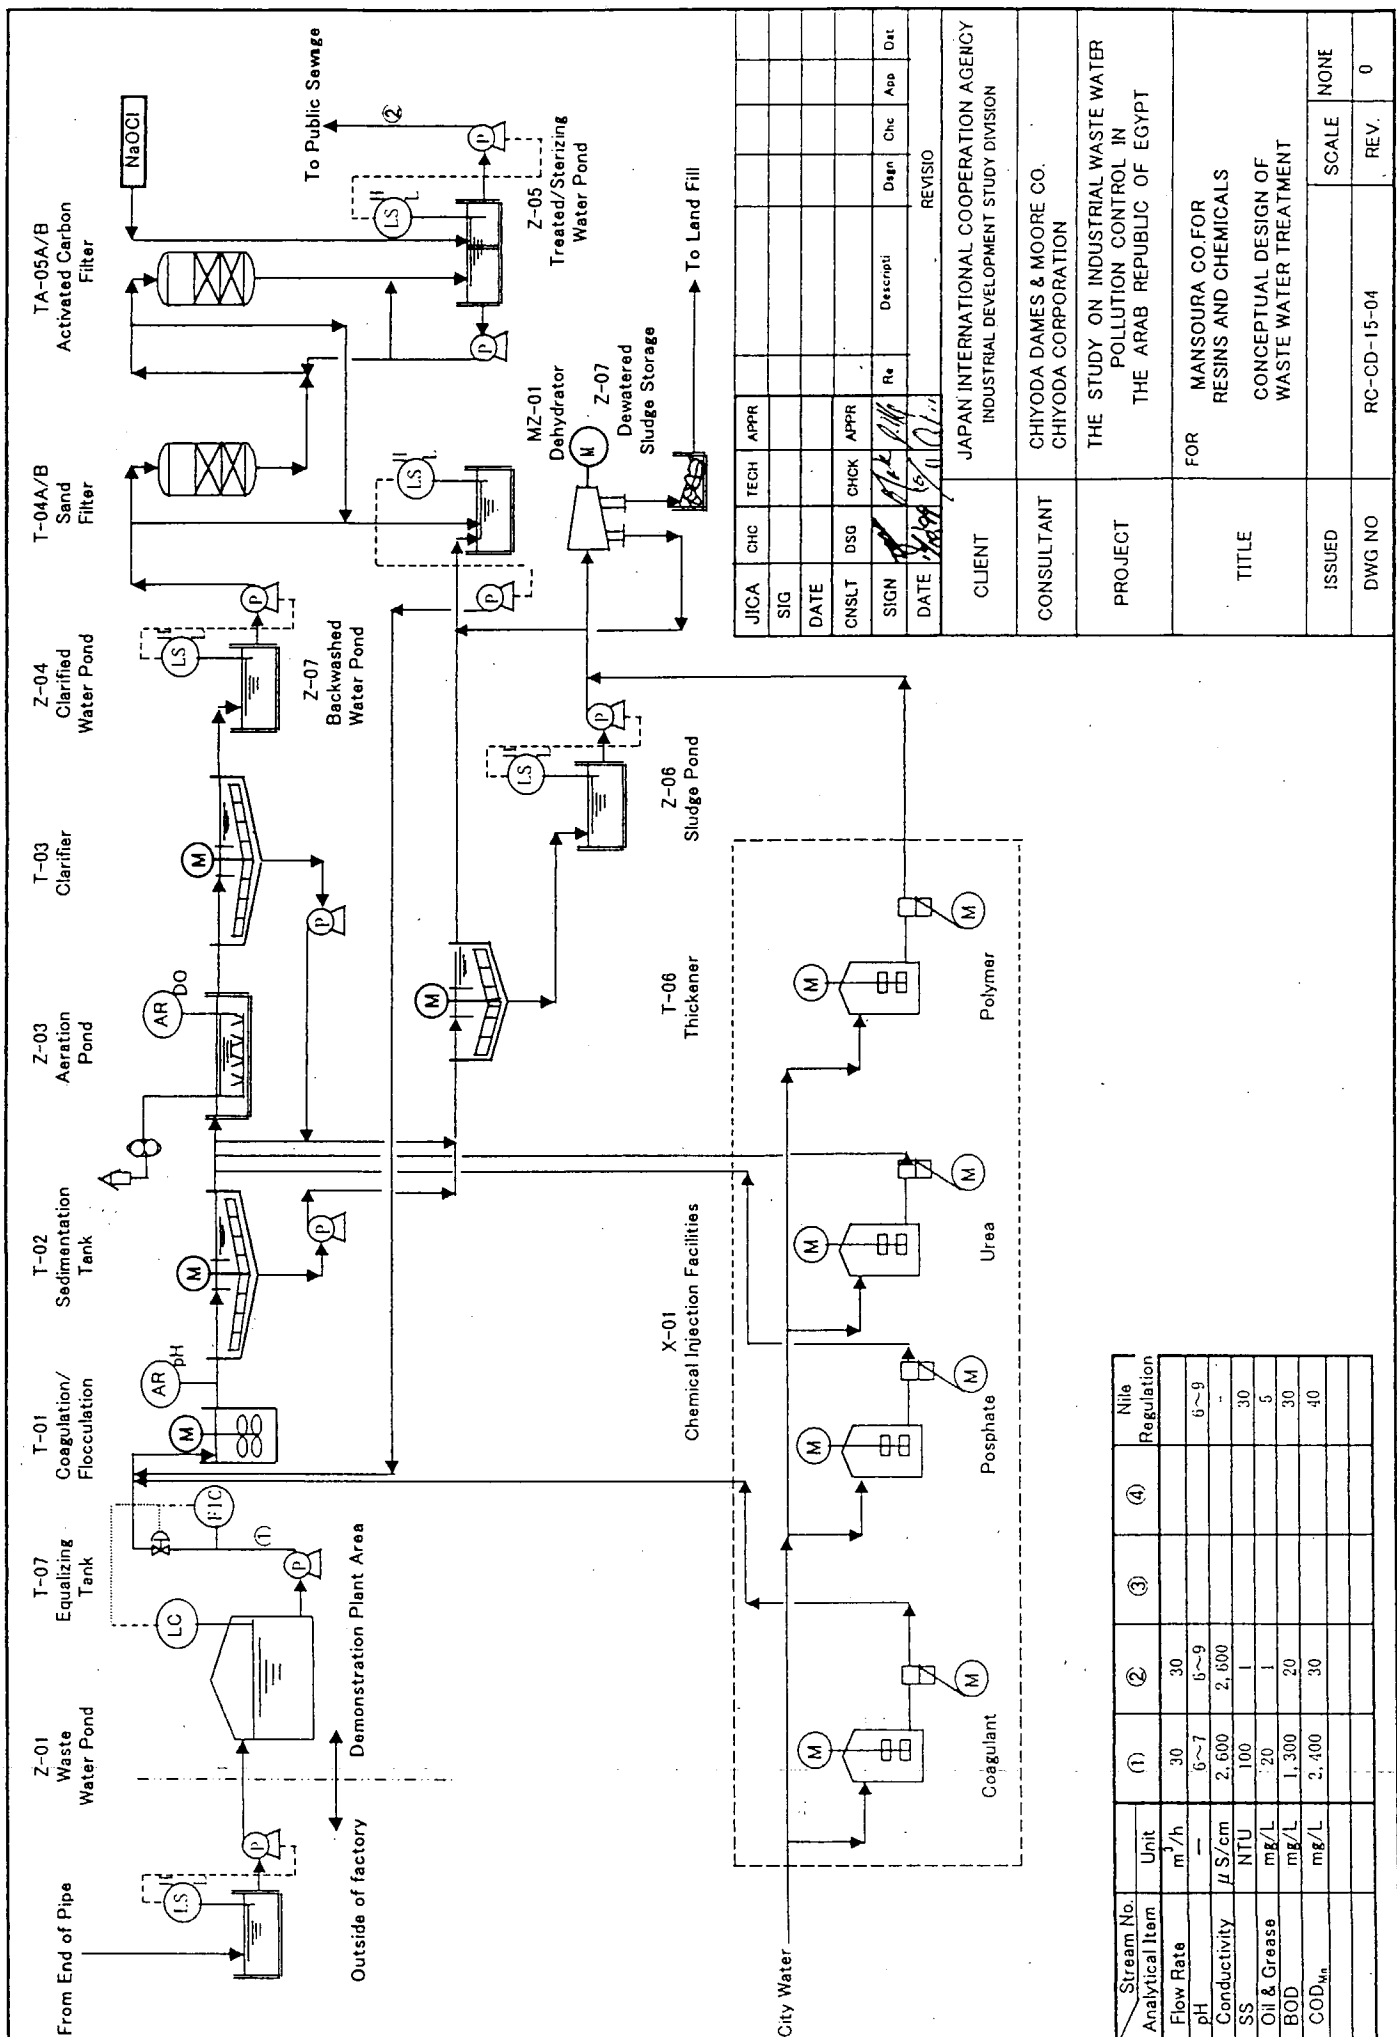 From End of Pipe
Z-01
Waste
Water Pond
T-07
Equalizing
Tank
T-01
Coagulation/
Flocculation
T-02
Sedimentation
Tank
Z-03
Aeration
Pond
T-03
Clarifier
Z-04
Clarified
Water Pond
T-04A/B
Sand
Filter
TA-05A/B
Activated Carbon
Filter
NaOCl
LS
P
LC
FIC
①
P
M
AR
pH
M
P
AR
DO
M
P
LS
P
LS
P
P
②
To Public Sewage
Z-05
Treated/Sterizing
Water Pond
Outside of factory
Demonstration Plant Area
Z-07
Backwashed
Water Pond
LS
P
M
T-06
Thickener
LS
P
Z-06
Sludge Pond
MZ-01
Dehydrator
M
Z-07
Dewatered
Sludge Storage
To Land Fill
X-01
Chemical Injection Facilities
City Water
M
M
Coagulant
M
M
Posphate
M
M
Urea
M
M
Polymer
Stream No.
Analytical Item
Unit
①
②
③
④
Nile
Regulation
Flow Rate
m³/h
30
30
pH
—
6~7
6~9
6~9
Conductivity
μS/cm
2,600
2,600
-
SS
NTU
100
1
30
Oil & Grease
mg/L
20
1
5
BOD
mg/L
1,300
20
30
CODMn
mg/L
2,400
30
40
JICA
CHC
TECH
APPR
SIG
DATE
CNSLT
DSG
CHCK
APPR
SIGN
DATE
Re
Descripti
Dsgn
Chc
App
Dat
REVISIO
CLIENT
JAPAN INTERNATIONAL COOPERATION AGENCY
INDUSTRIAL DEVELOPMENT STUDY DIVISION
CONSULTANT
CHIYODA DAMES & MOORE CO.
CHIYODA CORPORATION
PROJECT
THE STUDY ON INDUSTRIAL WASTE WATER
POLLUTION CONTROL IN
THE ARAB REPUBLIC OF EGYPT
TITLE
FOR
MANSOURA CO.FOR
RESINS AND CHEMICALS
CONCEPTUAL DESIGN OF
WASTE WATER TREATMENT
ISSUED
SCALE
NONE
DWG NO
RC-CD-15-04
REV.
0